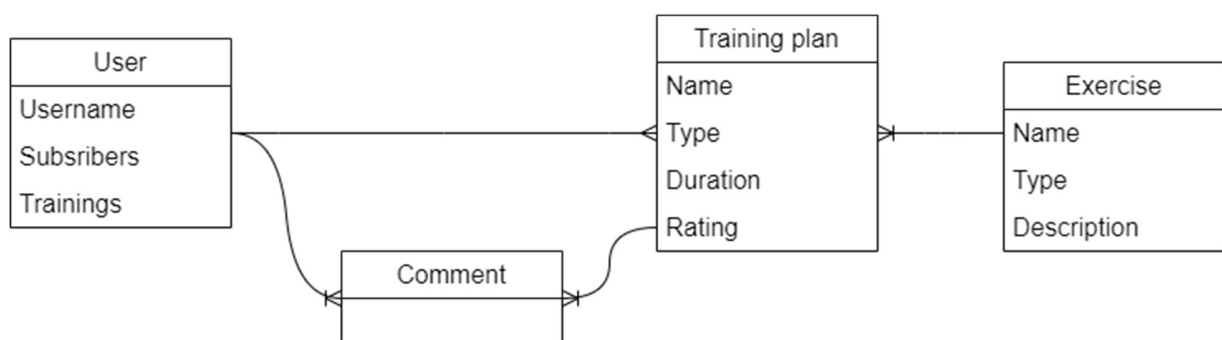 User
Username
Subsribers
Trainings
Comment
Training plan
Name
Type
Duration
Rating
Exercise
Name
Type
Description